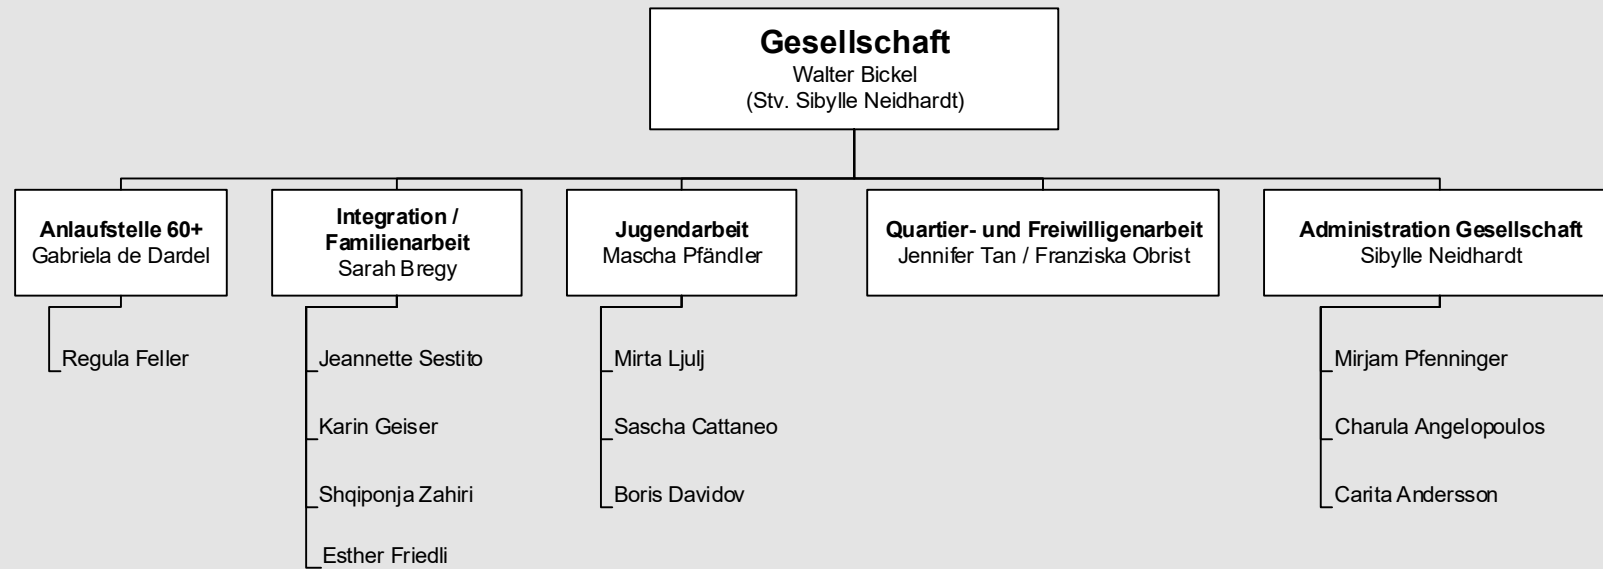 Gesellschaft
Walter Bickel
(Stv. Sibylle Neidhardt)
Anlaufstelle 60+
Gabriela de Dardel
Regula Feller
Integration /
Familienarbeit
Sarah Bregy
Jeannette Sestito
Karin Geiser
Shqiponja Zahiri
Esther Friedli
Jugendarbeit
Mascha Pfändler
Mirta Ljulj
Sascha Cattaneo
Boris Davidov
Quartier- und Freiwilligenarbeit
Jennifer Tan / Franziska Obrist
Administration Gesellschaft
Sibylle Neidhardt
Mirjam Pfenninger
Charula Angelopoulos
Carita Andersson